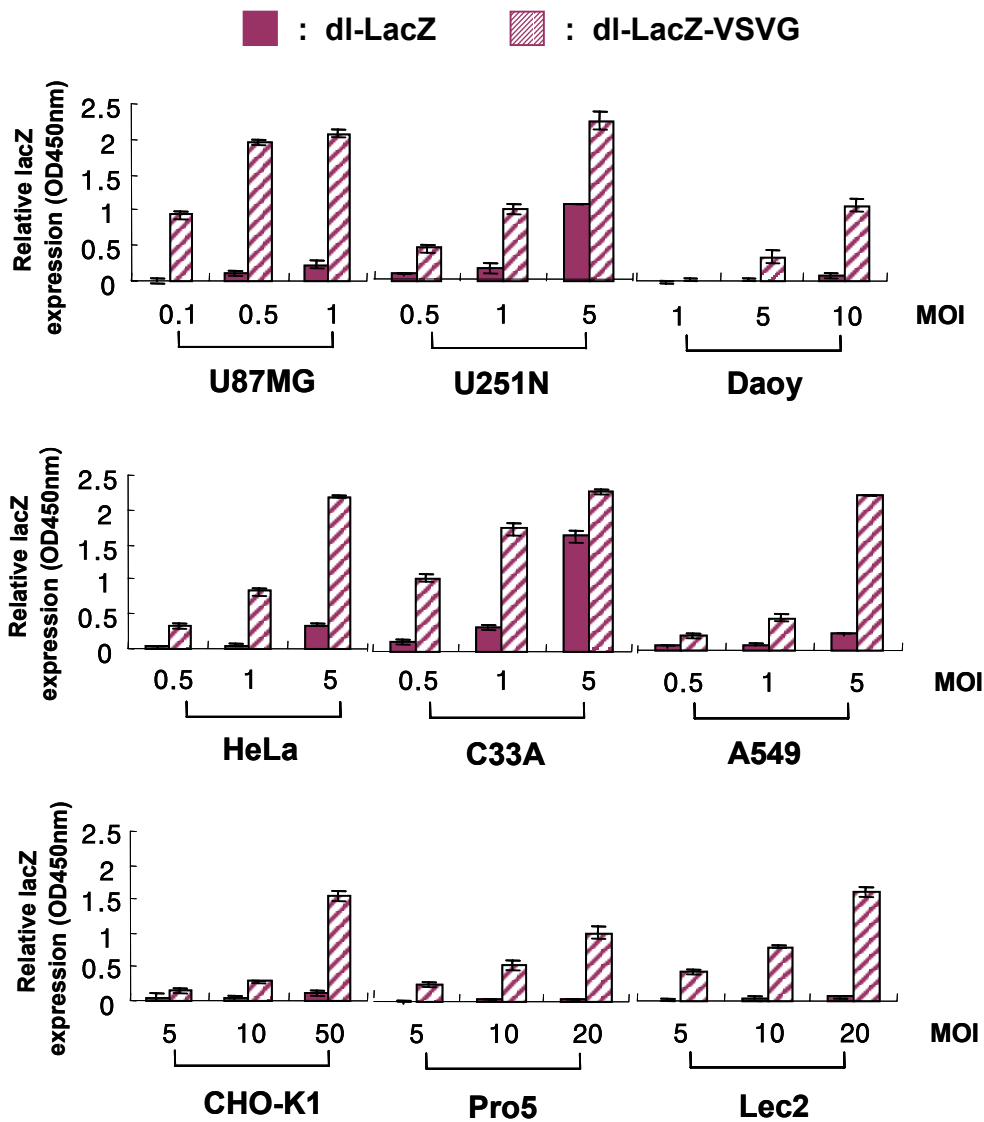 : dl-LacZ : dl-LacZ-VSVG
Relative lacZ
expression (OD450nm)
2.5
2
1.5
1
0.5
0
0.1 0.5 1 0.5 1 5 1 5 10 MOI
U87MG U251N Daoy
Relative lacZ
expression (OD450nm)
2.5
2
1.5
1
0.5
0
0.5 1 5 0.5 1 5 0.5 1 5 MOI
HeLa C33A A549
Relative lacZ
expression (OD450nm)
2.5
2
1.5
1
0.5
0
5 10 50 5 10 20 5 10 20 MOI
CHO-K1 Pro5 Lec2